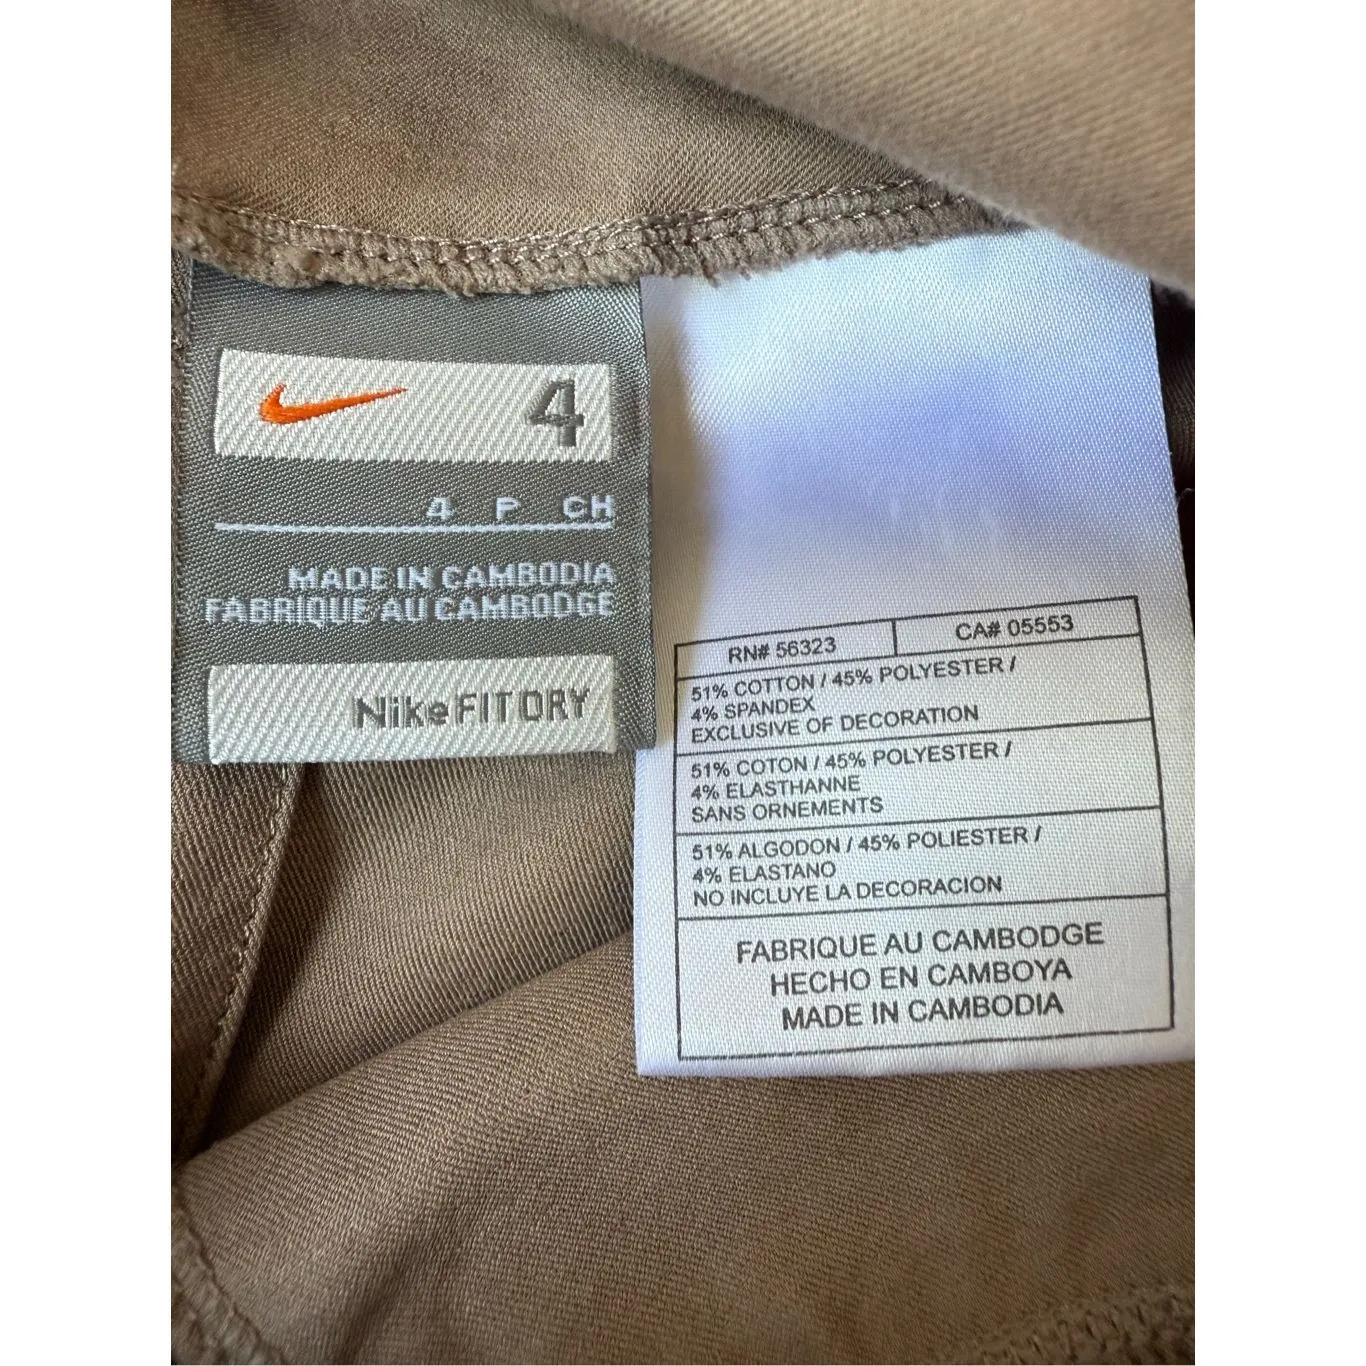 4
4 P CH
MADE IN CAMBODIA
FABRIQUE AU CAMBODGE
NikeFIT DRY
RN# 56323
CA# 05553
51% COTTON / 45% POLYESTER /
4% SPANDEX
EXCLUSIVE OF DECORATION
51% COTON / 45% POLYESTER /
4% ELASTHANNE
SANS ORNEMENTS
51% ALGODON / 45% POLIESTER /
4% ELASTANO
NO INCLUYE LA DECORACION
FABRIQUE AU CAMBODGE
HECHO EN CAMBOYA
MADE IN CAMBODIA